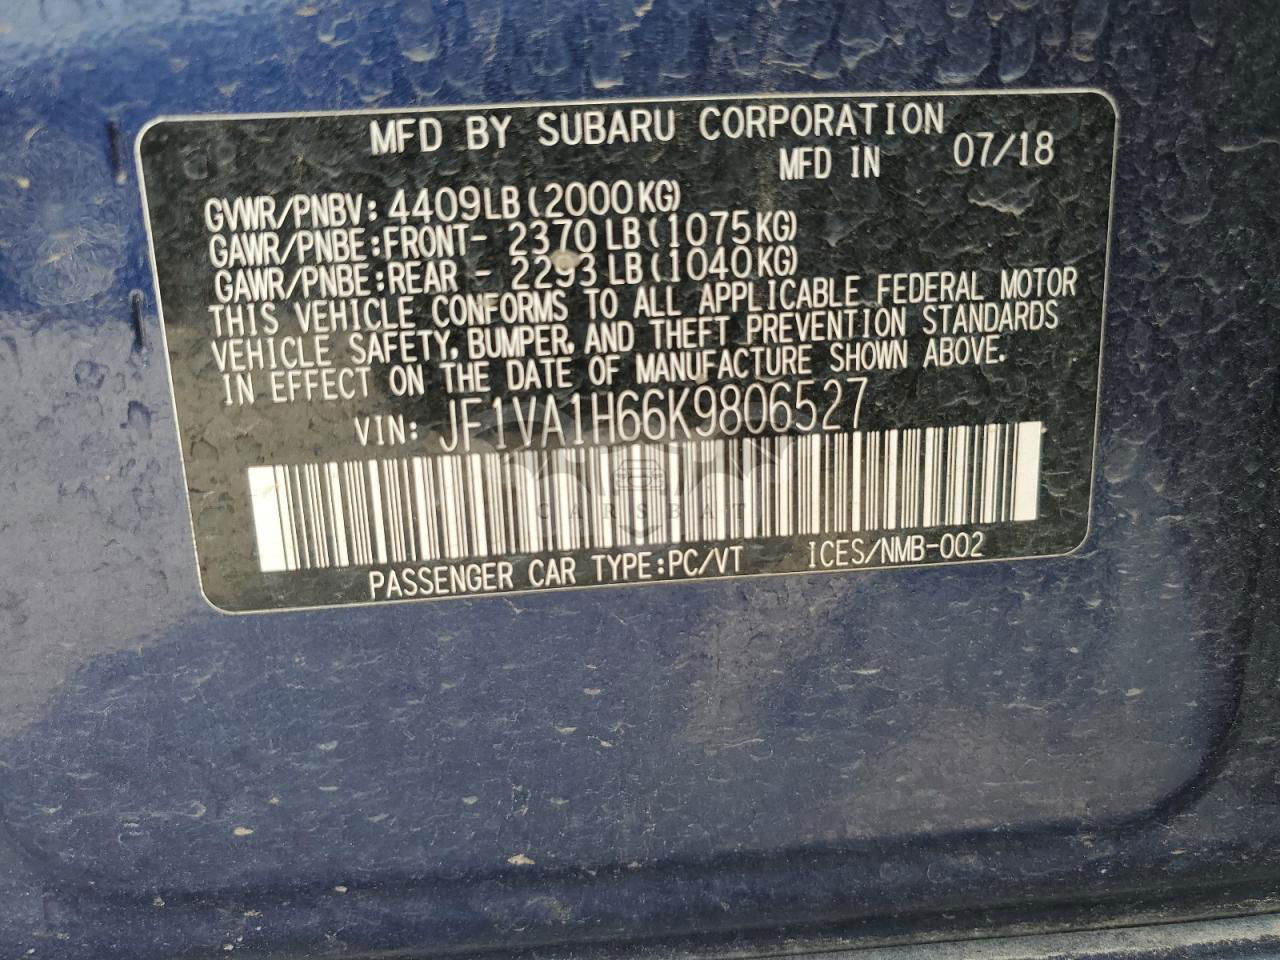 MFD BY SUBARU CORPORATION
MFD IN 07/18
GVWR/PNBV: 4409LB(2000KG)
GAWR/PNBE:FRONT- 2370LB(1075KG)
GAWR/PNBE:REAR - 2293LB(1040KG)
THIS VEHICLE CONFORMS TO ALL APPLICABLE FEDERAL MOTOR
VEHICLE SAFETY, BUMPER, AND THEFT PREVENTION STANDARDS
IN EFFECT ON THE DATE OF MANUFACTURE SHOWN ABOVE.
VIN: JF1VA1H66K9806527
CARSBAT
PASSENGER CAR TYPE:PC/VT ICES/NMB-002